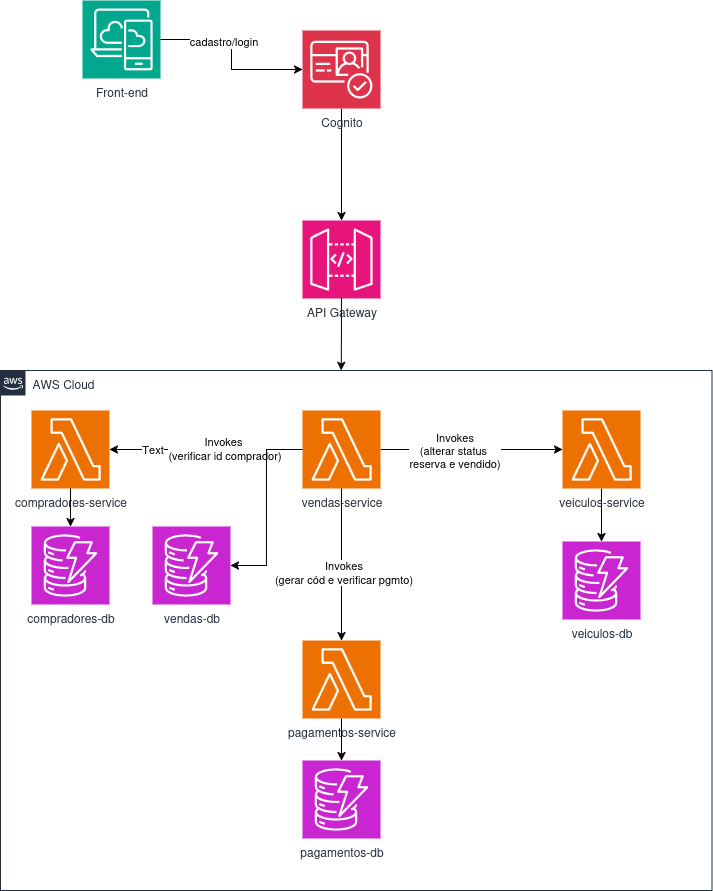 cadastro/login
Front-end
Cognito
</>
API Gateway
aws
AWS Cloud
Text
Invokes
(verificar id comprador)
Invokes
(alterar status
reserva e vendido)
compradores-service
vendas-service
veiculos-service
Invokes
(gerar cód e verificar pgmto)
compradores-db
vendas-db
veiculos-db
pagamentos-service
pagamentos-db